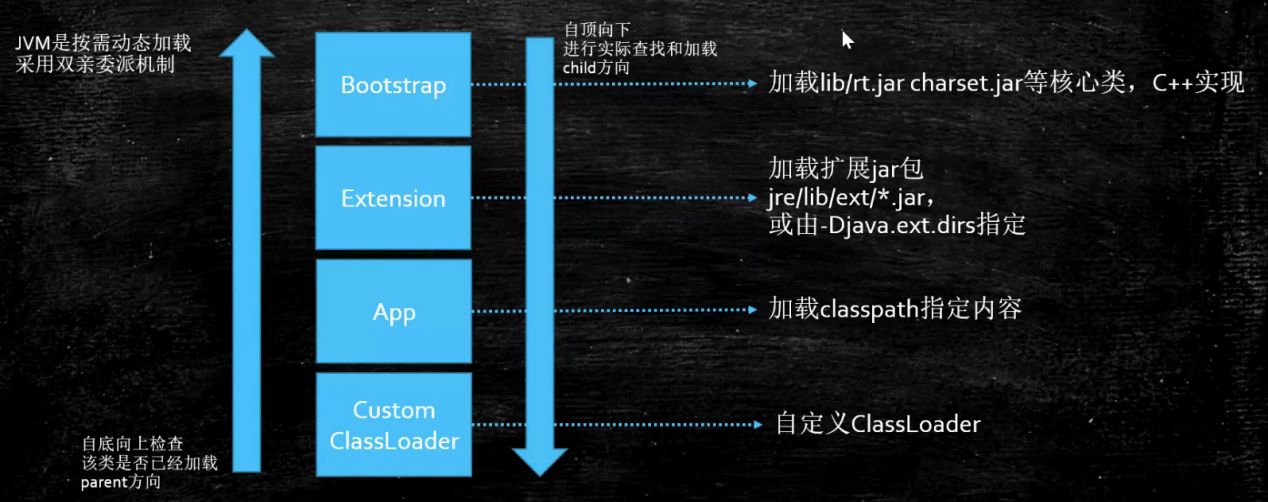 JVM是按需动态加载
采用双亲委派机制
自顶向下
进行实际查找和加载
child方向
Bootstrap
加载lib/rt.jar charset.jar等核心类，C++实现
Extension
加载扩展jar包
jre/lib/ext/*.jar，
或由-Djava.ext.dirs指定
App
加载classpath指定内容
Custom
ClassLoader
自定义ClassLoader
自底向上检查
该类是否已经加载
parent方向